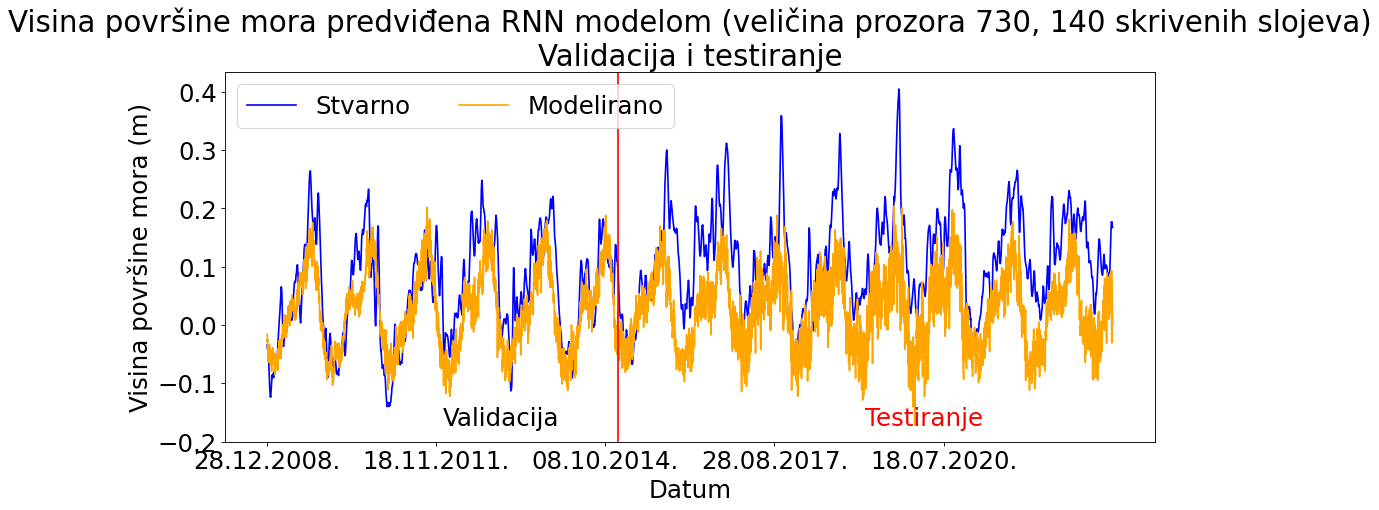 Visina površine mora predviđena RNN modelom (veličina prozora 730, 140 skrivenih slojeva)
Validacija i testiranje
Stvarno
Modelirano
Visina površine mora (m)
0.4
0.3
0.2
0.1
0.0
−0.1
−0.2
Validacija
Testiranje
28.12.2008.
18.11.2011.
08.10.2014.
28.08.2017.
18.07.2020.
Datum